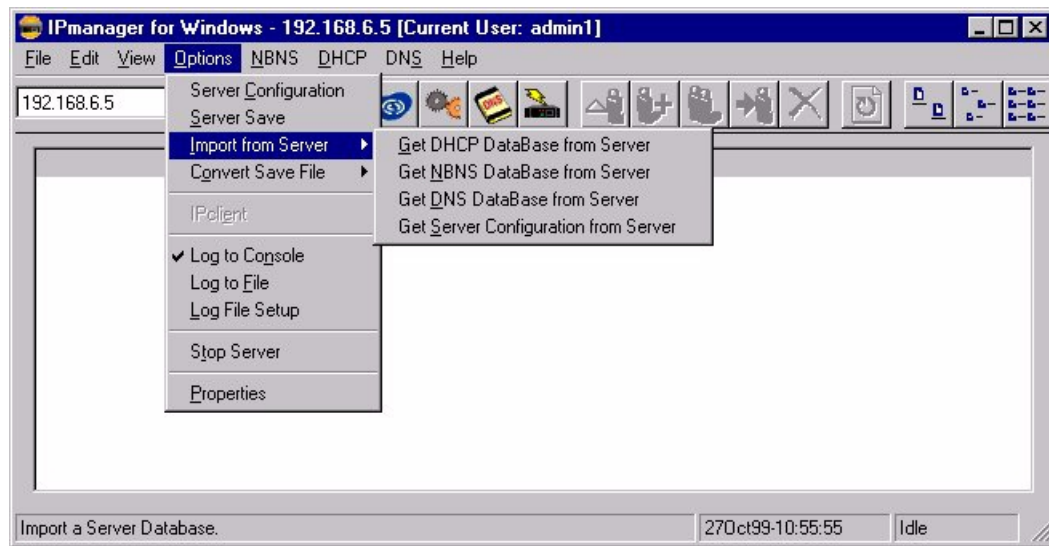 IPmanager for Windows - 192.168.6.5 [Current User: admin1]
File Edit View Options NBNS DHCP DNS Help
192.168.6.5
Server Configuration
Server Save
Import from Server
Convert Save File
IPclient
Log to Console
Log to File
Log File Setup
Stop Server
Properties
Get DHCP DataBase from Server
Get NBNS DataBase from Server
Get DNS DataBase from Server
Get Server Configuration from Server
Import a Server Database. 27Oct99-10:55:55 Idle